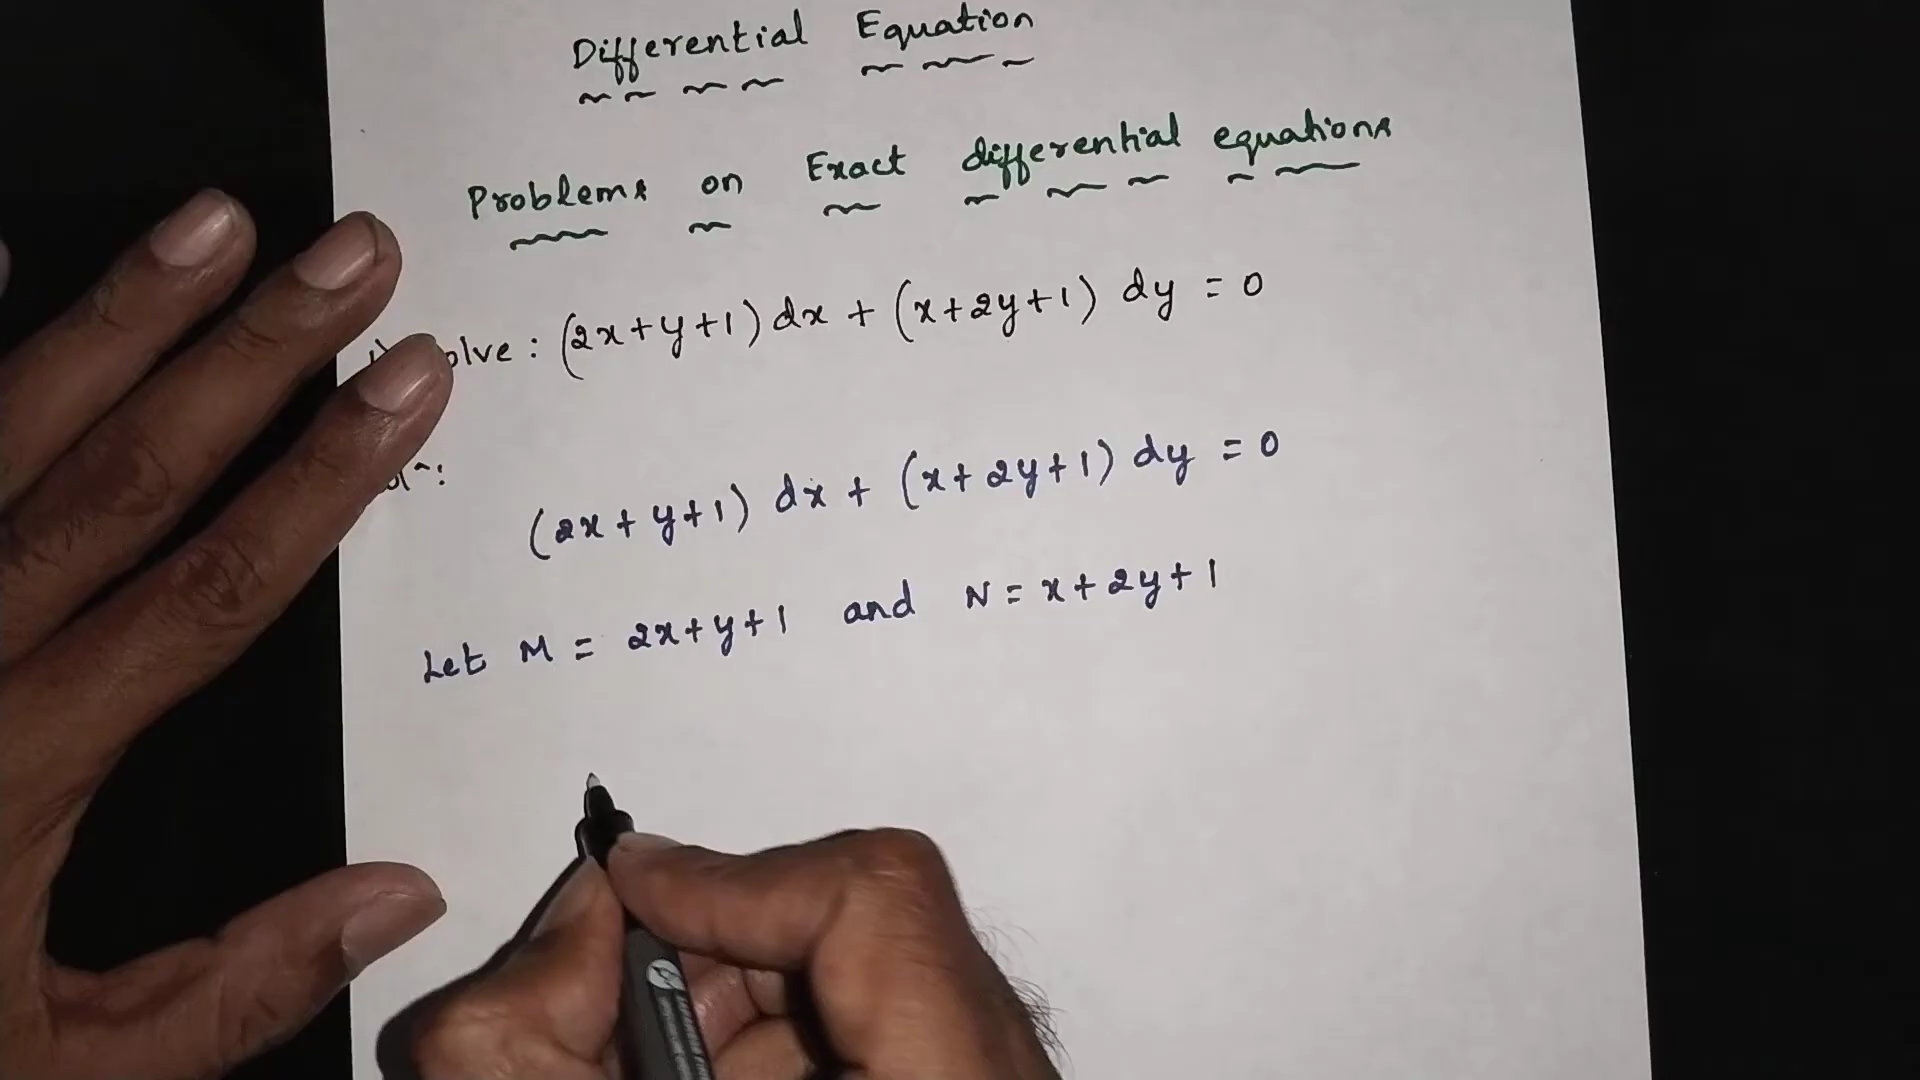 Differential Equation
Problems on Exact differential equations
: (2x+y+1) dx + (x+2y+1) dy = 0
(2x+y+1) dx + (x+2y+1) dy = 0
Let M = 2x+y+1 and N = x+2y+1